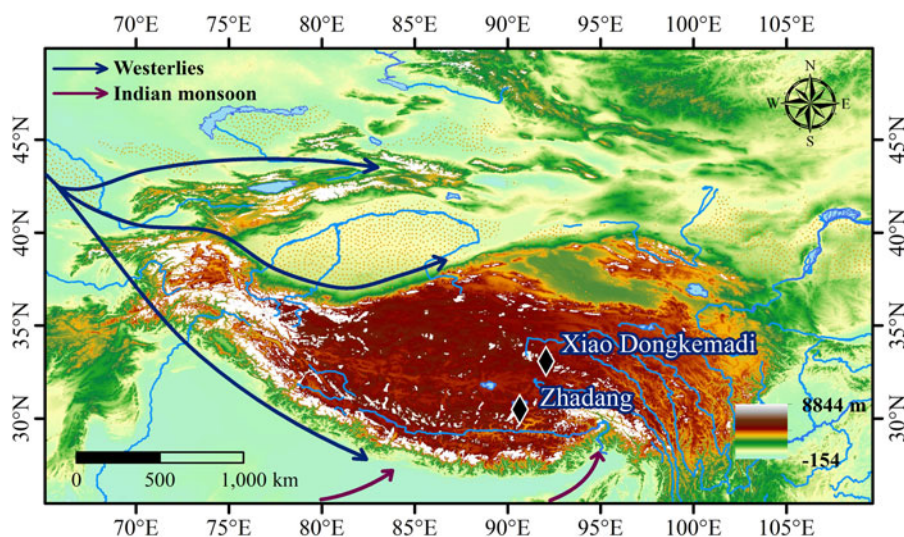 70°E 75°E 80°E 85°E 90°E 95°E 100°E 105°E
Westerlies
Indian monsoon
N
W E
S
45°N
40°N
35°N
30°N
45°N
40°N
35°N
30°N
Xiao Dongkemadi
Zhadang
8844 m
-154
0 500 1,000 km
70°E 75°E 80°E 85°E 90°E 95°E 100°E 105°E